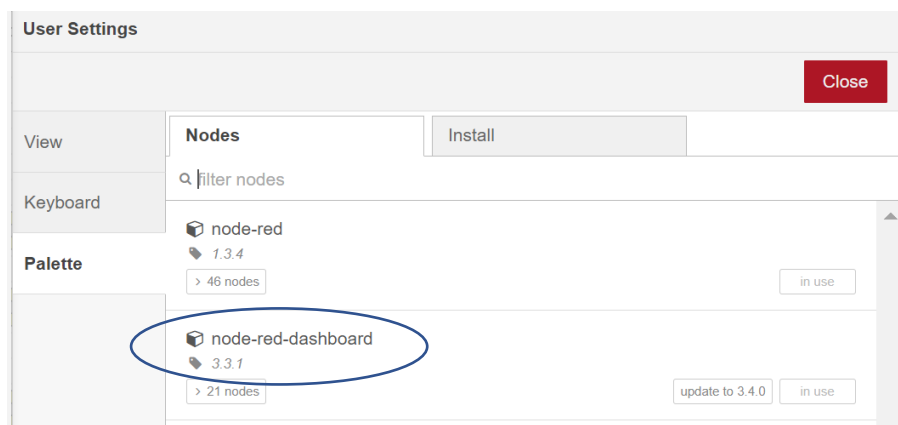 User Settings
Close
View
Keyboard
Palette
Nodes
Install
filter nodes
node-red
1.3.4
> 46 nodes
in use
node-red-dashboard
3.3.1
> 21 nodes
update to 3.4.0
in use